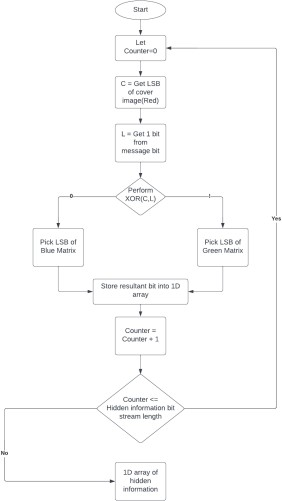 Start
Let
Counter=0
C = Get LSB
of cover
image(Red)
L = Get 1 bit
from
message bit
Perform
XOR(C,L)
0
I
Yes
Pick LSB of
Blue Matrix
Pick LSB of
Green Matrix
Store resultant bit into 1D
array
Counter =
Counter + 1
Counter <=
Hidden information bit
stream length
No
1D array of
hidden
information